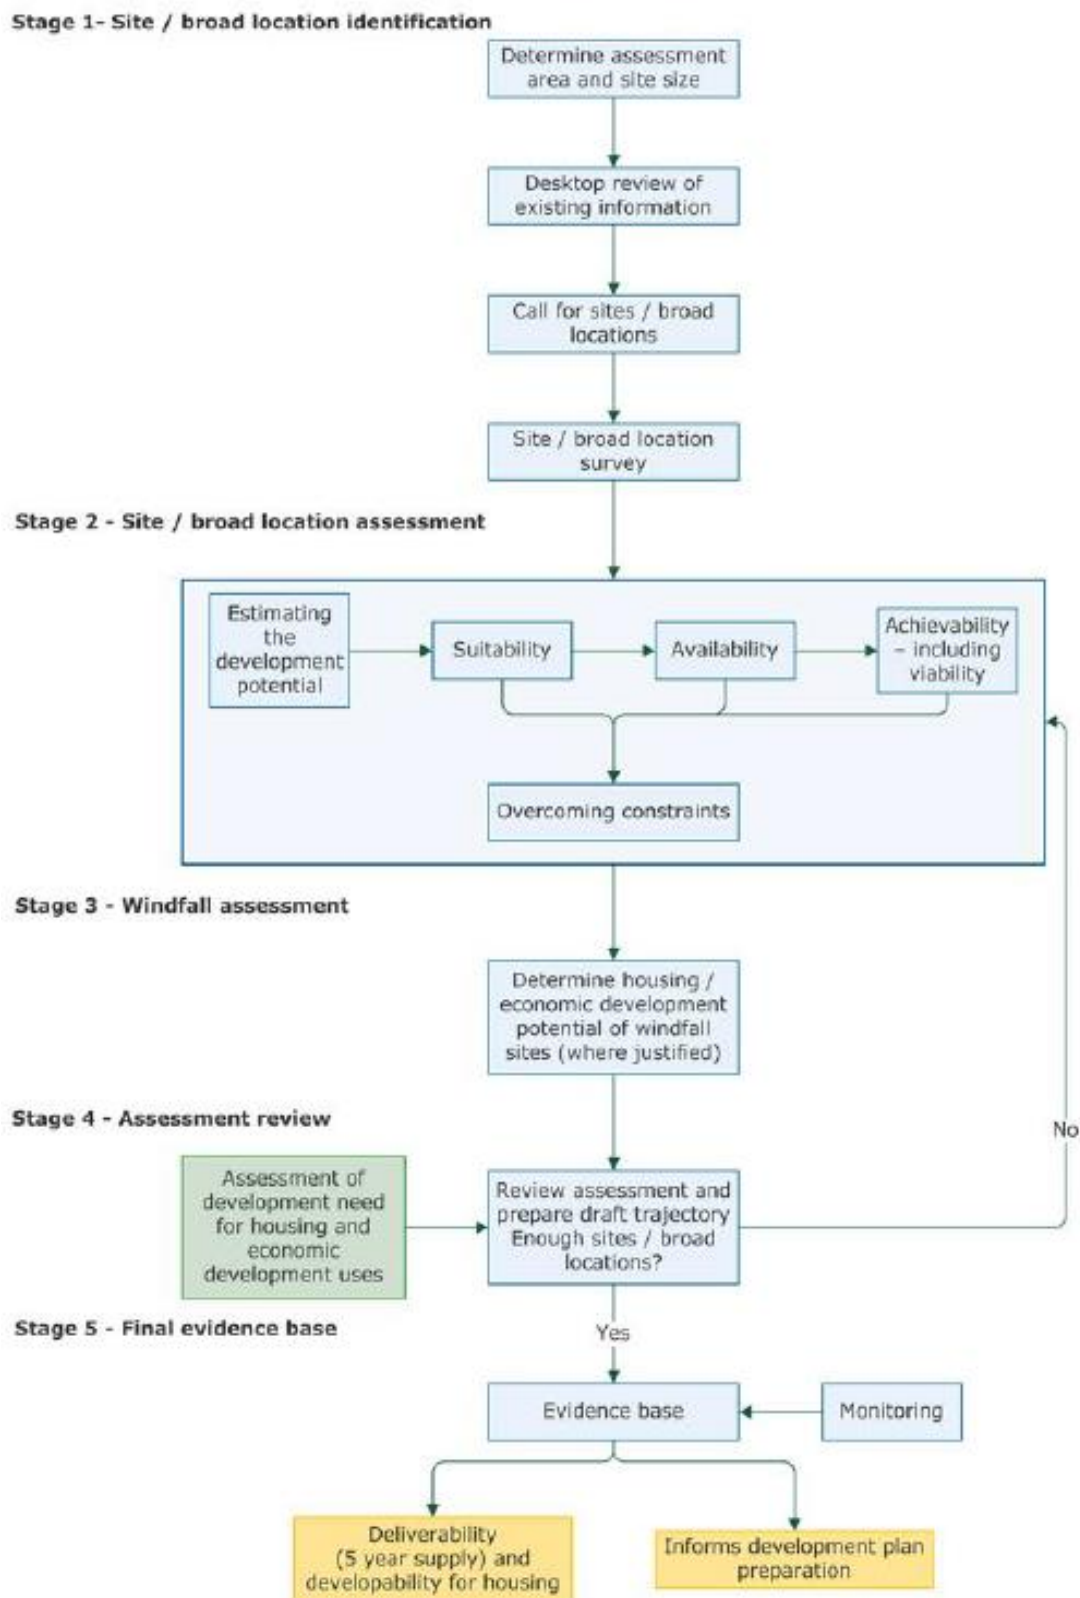 Stage 1- Site / broad location identification
Determine assessment
area and site size
Desktop review of
existing information
Call for sites / broad
locations
Site / broad location
survey
Stage 2 - Site / broad location assessment
Estimating
the
development
potential
Suitability
Availability
Achievability
– including
viability
Overcoming constraints
Stage 3 - Windfall assessment
Determine housing /
economic development
potential of windfall
sites (where justified)
Stage 4 - Assessment review
No
Assessment of
development need
for housing and
economic
development uses
Review assessment and
prepare draft trajectory
Enough sites / broad
locations?
Stage 5 - Final evidence base
Yes
Evidence base
Monitoring
Deliverability
(5 year supply) and
developability for housing
Informs development plan
preparation